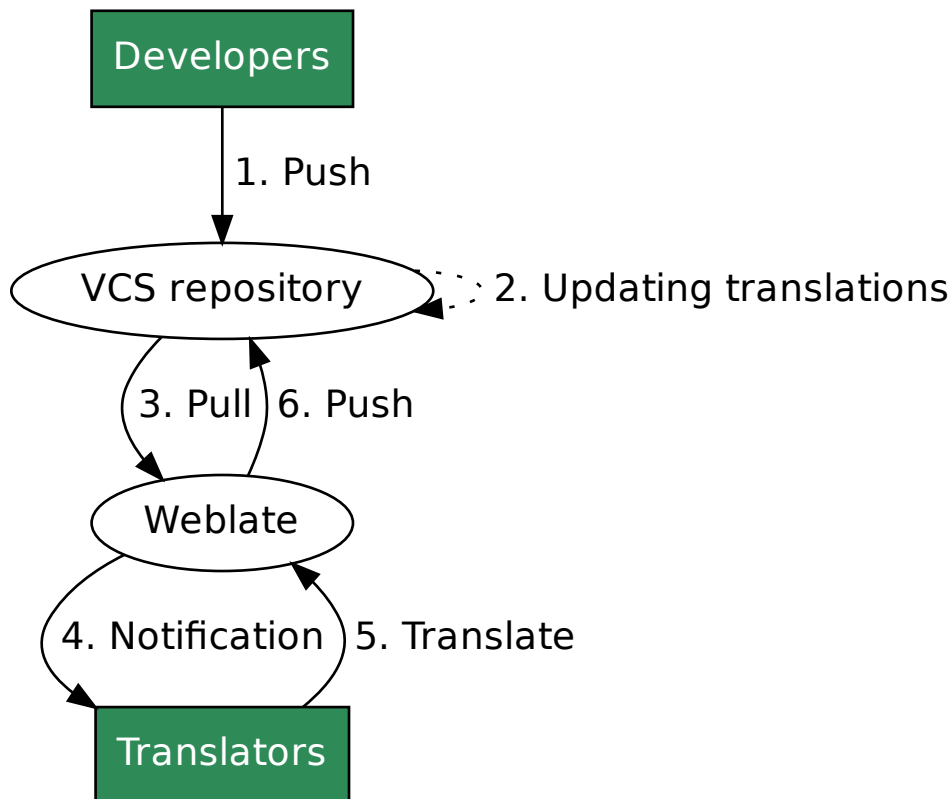 Developers
1. Push
VCS repository
2. Updating translations
3. Pull
6. Push
Weblate
4. Notification
5. Translate
Translators